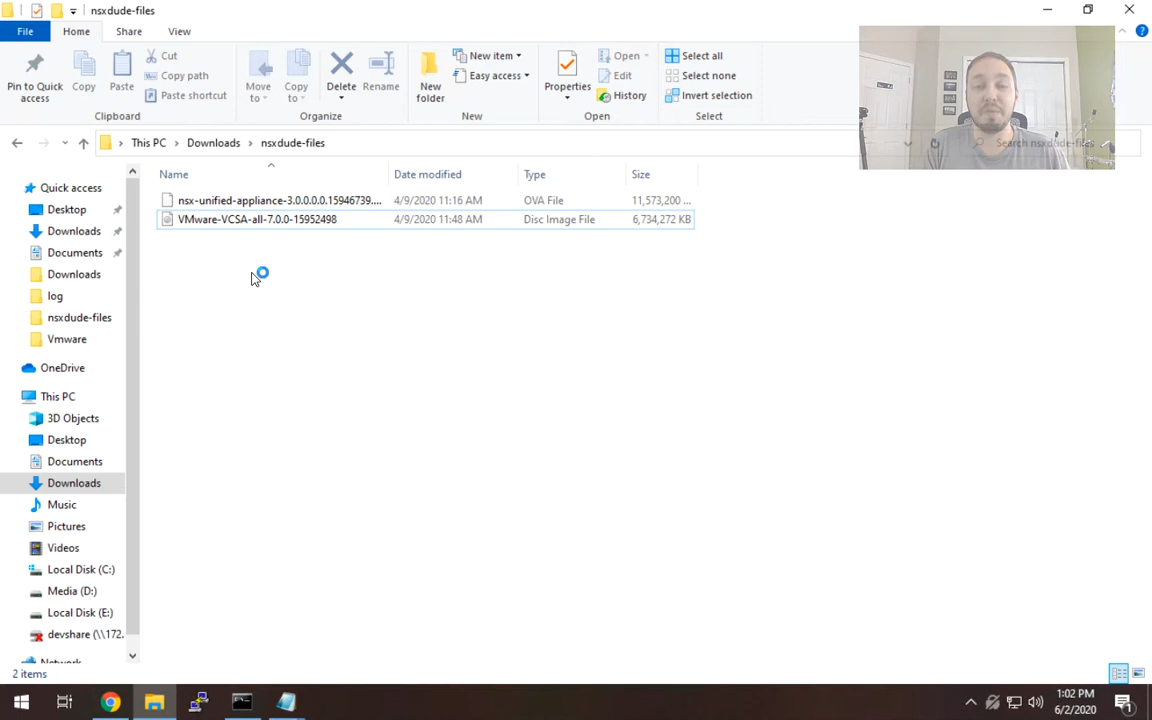 nsxdude-files
File
Home
Share
View
Pin to Quick access
Copy
Paste
Cut
Copy path
Paste shortcut
Clipboard
Move to
Copy to
Delete
Rename
Organize
New folder
New item
Easy access
New
Properties
Open
Edit
History
Open
Select all
Select none
Invert selection
Select
This PC
Downloads
nsxdude-files
Search nsxdude-files
Name
Date modified
Type
Size
nsx-unified-appliance-3.0.0.0.0.15946739....
4/9/2020 11:16 AM
OVA File
11,573,200 ...
VMware-VCSA-all-7.0.0-15952498
4/9/2020 11:48 AM
Disc Image File
6,734,272 KB
Quick access
Desktop
Downloads
Documents
Downloads
log
nsxdude-files
Vmware
OneDrive
This PC
3D Objects
Desktop
Documents
Downloads
Music
Pictures
Videos
Local Disk (C:)
Media (D:)
Local Disk (E:)
devshare (\\172.
Network
2 items
1:02 PM
6/2/2020
1